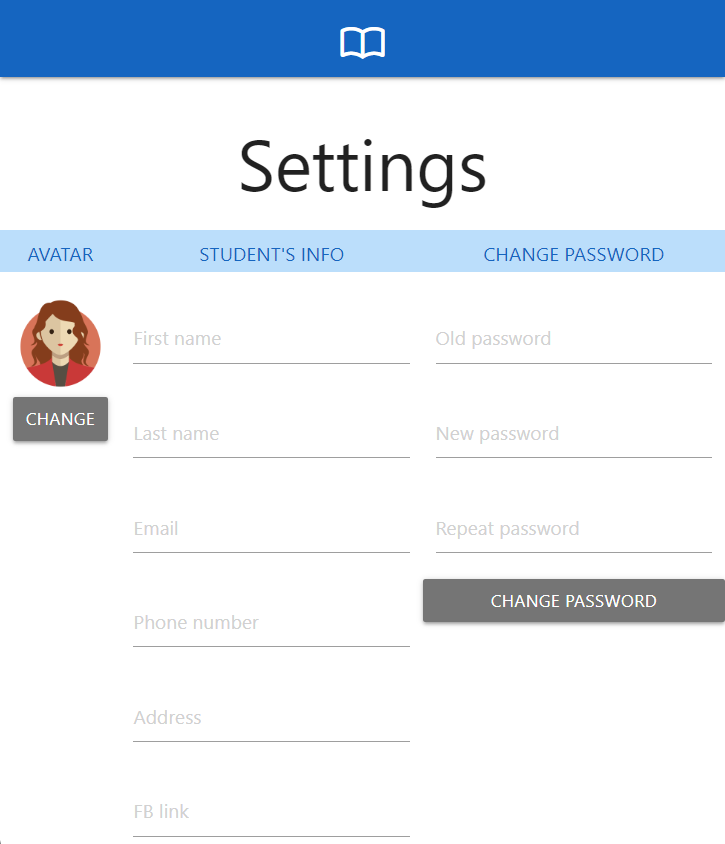 Settings
AVATAR
STUDENT'S INFO
CHANGE PASSWORD
CHANGE
First name
Last name
Email
Phone number
Address
FB link
Old password
New password
Repeat password
CHANGE PASSWORD